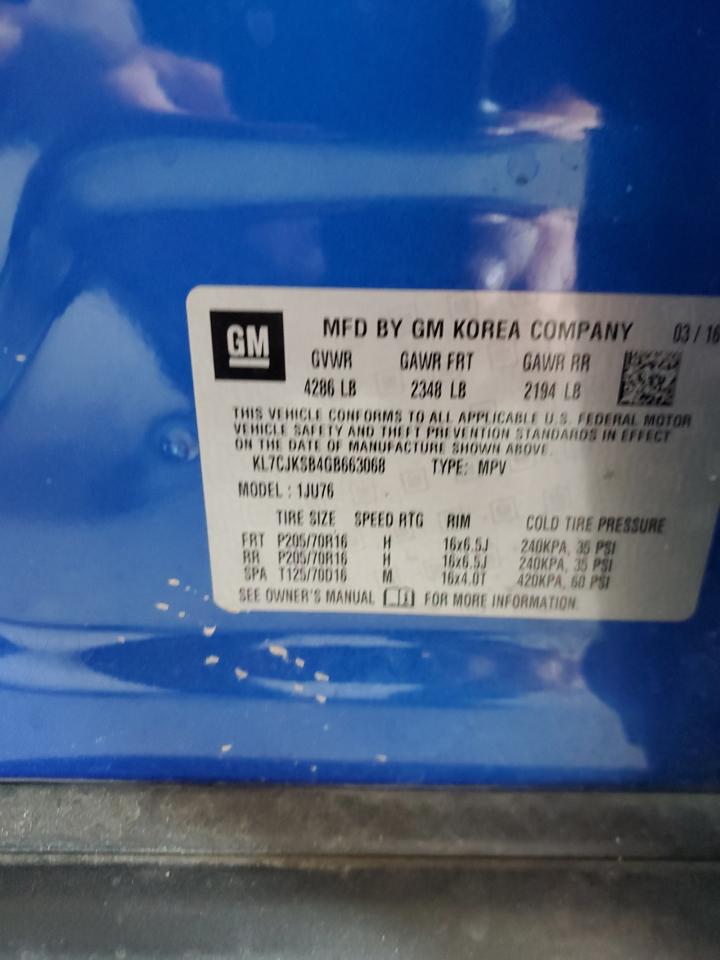 GM MFD BY GM KOREA COMPANY 03 / 16
GVWR GAWR FRT GAWR RR
4286 LB 2348 LB 2194 LB
THIS VEHICLE CONFORMS TO ALL APPLICABLE U.S. FEDERAL MOTOR
VEHICLE SAFETY AND THEFT PREVENTION STANDARDS IN EFFECT
ON THE DATE OF MANUFACTURE SHOWN ABOVE.
KL7CJKSB4GB663068 TYPE: MPV
MODEL : 1JU76
TIRE SIZE SPEED RTG RIM COLD TIRE PRESSURE
FRT P205/70R16 H 16x6.5J 240KPA, 35 PSI
RR P205/70R16 H 16x6.5J 240KPA, 35 PSI
SPA T125/70D16 M 16x4.0T 420KPA, 60 PSI
SEE OWNER'S MANUAL FOR MORE INFORMATION.